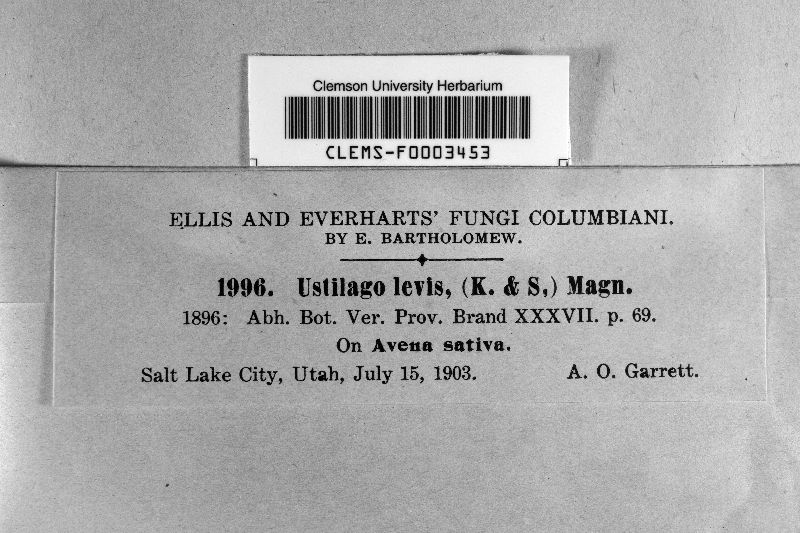 Clemson University Herbarium
CLEMS-F0003453
ELLIS AND EVERHARTS' FUNGI COLUMBIANI.
BY E. BARTHOLOMEW.
1996. Ustilago levis, (K. & S,) Magn.
1896: Abh. Bot. Ver. Prov. Brand XXXVII. p. 69.
On Avena sativa.
Salt Lake City, Utah, July 15, 1903. A. O. Garrett.